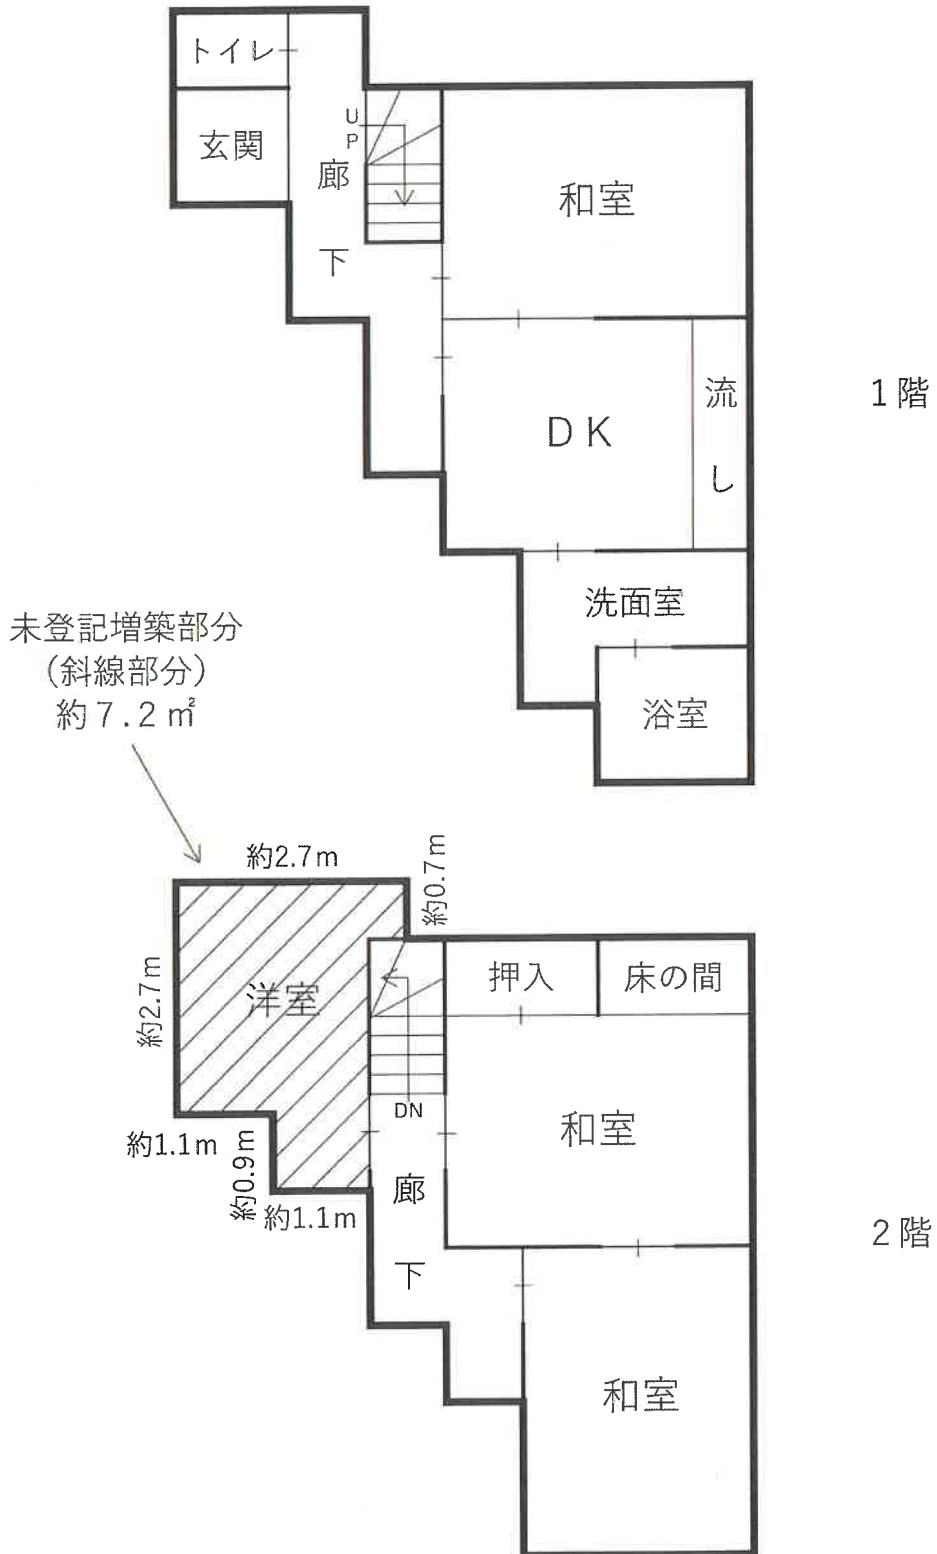 トイレ
玄関
UP
廊下
和室
DK
流し
1階
洗面室
浴室
未登記増築部分
（斜線部分）
約7.2㎡
約2.7m
約0.7m
約2.7m
洋室
押入
床の間
DN
和室
約1.1m
約0.9m
約1.1m
廊下
2階
和室